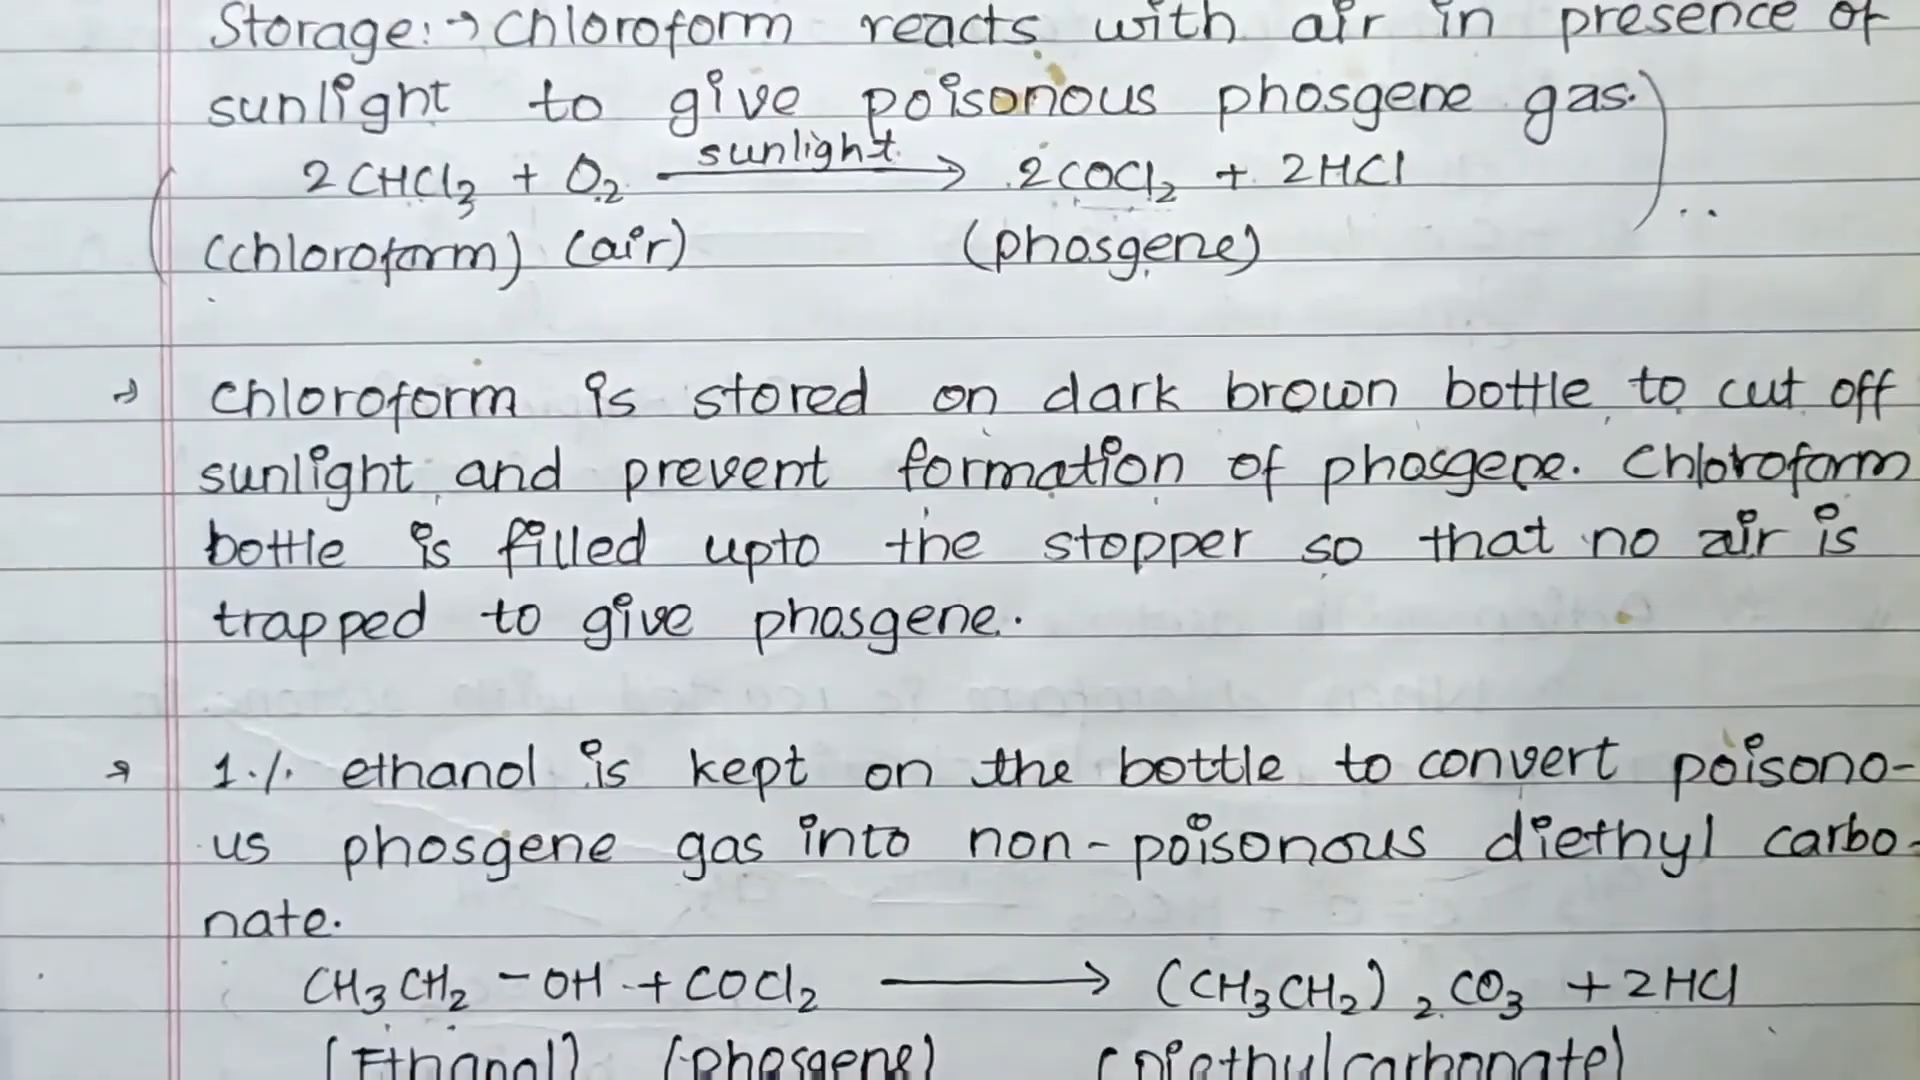 Storage:→ Chloroform reacts with air in presence of
sunlight to give poisonous phosgene gas.
2CHCl₃ + O₂ sunlight → 2COCl₂ + 2HCl
(chloroform) (air) (phosgene)
→ Chloroform is stored on dark brown bottle to cut off
sunlight and prevent formation of phosgene. Chloroform
bottle is filled upto the stopper so that no air is
trapped to give phosgene.
→ 1% ethanol is kept on the bottle to convert poisono-
us phosgene gas into non-poisonous diethyl carbo-
nate.
CH₃CH₂-OH + COCl₂ → (CH₃CH₂)₂CO₃ + 2HCl
(Ethanol) (phosgene) (Diethylcarbonate)